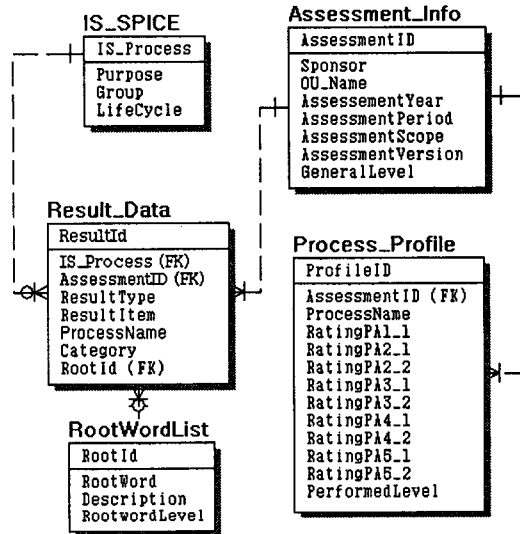 IS_SPICE
IS_Process
Purpose
Group
LifeCycle
Assessment_Info
AssessmentID
Sponsor
OU_Name
AssessementYear
AssessmentPeriod
AssessmentScope
AssessmentVersion
GeneralLevel
Result_Data
ResultId
IS_Process (FK)
AssessmentID (FK)
ResultType
ResultItem
ProcessName
Category
RootId (FK)
Process_Profile
ProfileID
AssessmentID (FK)
ProcessName
RatingPA1_1
RatingPA2_1
RatingPA2_2
RatingPA3_1
RatingPA3_2
RatingPA4_1
RatingPA4_2
RatingPA5_1
RatingPA5_2
PerformedLevel
RootWordList
RootId
RootWord
Description
RootwordLevel